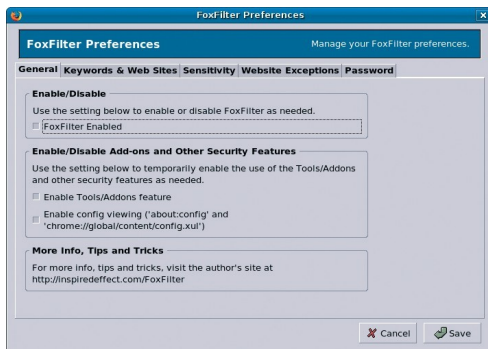 FoxFilter Preferences
FoxFilter Preferences
Manage your FoxFilter preferences.
General
Keywords & Web Sites
Sensitivity
Website Exceptions
Password
Enable/Disable
Use the setting below to enable or disable FoxFilter as needed.
FoxFilter Enabled
Enable/Disable Add-ons and Other Security Features
Use the setting below to temporarily enable the use of the Tools/Addons
and other security features as needed.
Enable Tools/Addons feature
Enable config viewing ('about:config' and
'chrome://global/content/config.xul')
More Info, Tips and Tricks
For more info, tips and tricks, visit the author's site at
http://inspiredeffect.com/FoxFilter
Cancel
Save